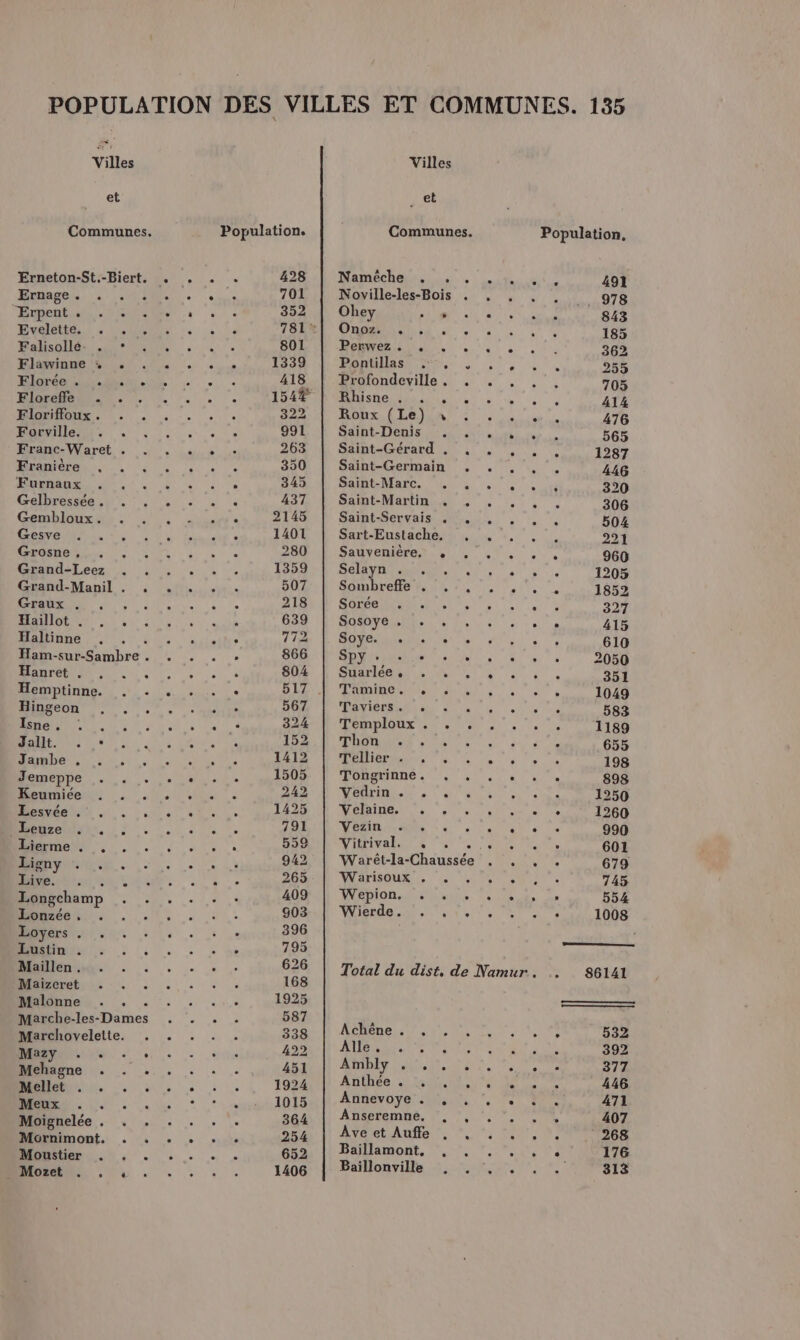 POPULATION DES VILLES ET COMMUNES. 135
Villes
et
Communes. Population.
Erneton-St.-Biert. . . . . 428
Ernage . . . . . . . . 701
Erpent . . . . . . . . 352
Evelette. . . . . . . . 781
Falisolle . . . . . . . 801
Flawinne . . . . . . . 1339
Florée . . . . . . . . 418
Floreffe . . . . . . . 154
Floriffoux . . . . . . . 322
Forville. . . . . . . . 991
Franc-Waret . . . . . . 263
Franière . . . . . . . 350
Furnaux . . . . . . . 345
Gelbressée . . . . . . . 437
Gembloux . . . . . . . 2145
Gesve . . . . . . . . 1401
Grosne . . . . . . . . 280
Grand-Leez . . . . . . 1359
Grand-Manil . . . . . . 507
Graux . . . . . . . . 218
Haillot . . . . . . . . 639
Haltinne . . . . . . . 772
Ham-sur-Sambre . . . . . 866
Hanret . . . . . . . . 804
Hemptinne. . . . . . . 517
Hingeon . . . . . . . 567
Isne . . . . . . . . . 324
Jallt. . . . . . . . . 152
Jambe . . . . . . . . 1412
Jemeppe . . . . . . . 1505
Keumiée . . . . . . . 242
Lesvée . . . . . . . . 1425
Leuze . . . . . . . . 791
Lierme . . . . . . . . 559
Ligny . . . . . . . . 942
Live. . . . . . . . . 265
Longchamp . . . . . . 409
Lonzée . . . . . . . . 903
Loyers . . . . . . . . 396
Lustin . . . . . . . . 795
Maillen . . . . . . . . 626
Maizeret . . . . . . . 168
Malonne . . . . . . . 1925
Marche-les-Dames . . . . 587
Marchovelette. . . . . . 338
Mazy . . . . . . . . 422
Mehagne . . . . . . . 451
Mellet . . . . . . . . 1924
Meux . . . . . . . . 1015
Moignelée . . . . . . . 364
Mornimont. . . . . . . 254
Moustier . . . . . . . 652
Mozet . . . . . . . . 1406
Villes
et
Communes. Population,
Namêche . . . . . . . 491
Noville-les-Bois . . . . . 978
Ohey . . . . . . . . 843
Onoz. . . . . . . . . 185
Perwez . . . . . . . . 362
Pontillas . . . . . . . 255
Profondeville . . . . . . 705
Rhisne . . . . . . . . 414
Roux (Le) . . . . . . . 476
Saint-Denis . . . . . . 565
Saint-Gérard . . . . . . 1287
Saint-Germain . . . . . 446
Saint-Marc. . . . . . . 320
Saint-Martin . . . . . . 306
Saint-Servais . . . . . . 504
Sart-Eustache. . . . . . 221
Sauvenière. . . . . . . 960
Selayn . . . . . . . . 1205
Sombreffe . . . . . . . 1852
Sorée . . . . . . . . 327
Sosoye . . . . . . . . 415
Soye. . . . . . . . . 610
Spy . . . . . . . . . 2050
Suarlée . . . . . . . . 351
Tamine. . . . . . . . 1049
Taviers . . . . . . . . 583
Temploux . . . . . . . 1189
Thon . . . . . . . . 655
Tellier . . . . . . . . 198
Tongrinne. . . . . . . 898
Vedrin . . . . . . . . 1250
Velaine. . . . . . . . 1260
Vezin . . . . . . . . 990
Vitrival. . . . . . . . 601
Warêt-la-Chaussée . . . . 679
Warisoux . . . . . . . 745
Wepion. . . . . . . . 554
Wierde. . . . . . . . 1008
Total du dist. de Namur. .. 86141
Achêne . . . . . . . . 532
Alle . . . . . . . . . 392
Ambly . . . . . . . . 377
Anthée . . . . . . . . 446
Annevoye . . . . . . . 471
Anseremne. . . . . . . 407
Ave et Auffe . . . . . . 268
Baillamont. . . . . . . 176
Baillonville . . . . . . 313